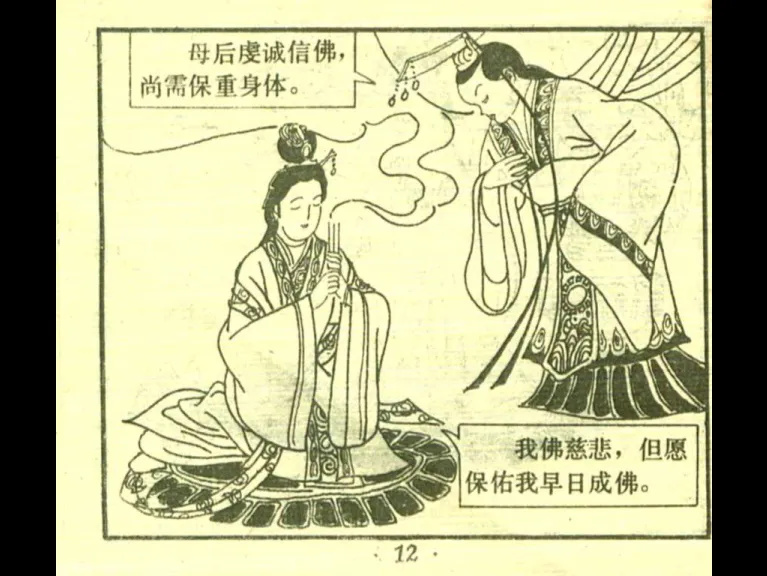 母后虔诚信佛，
尚需保重身体。
我佛慈悲，但愿
保佑我早日成佛。
· 12 ·